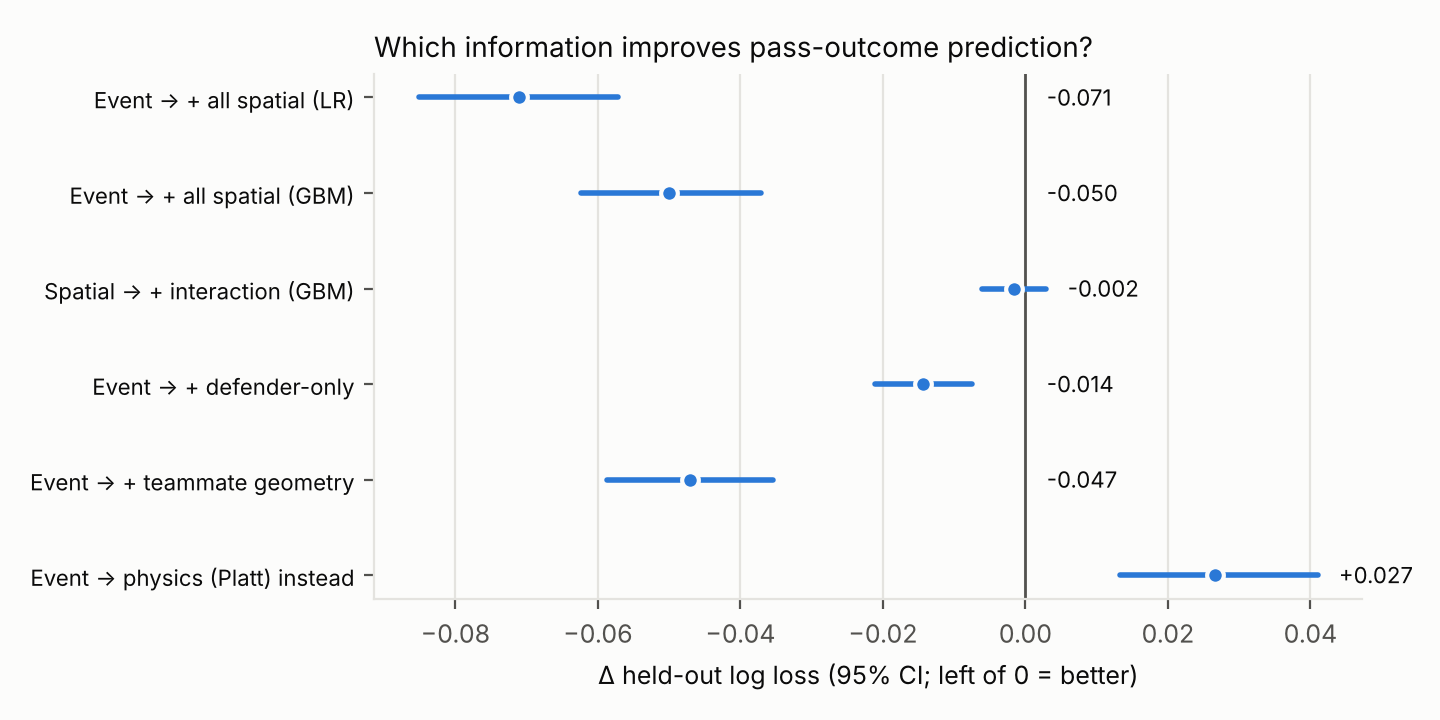 Which information improves pass-outcome prediction?
Event → + all spatial (LR)
-0.071
Event → + all spatial (GBM)
-0.050
Spatial → + interaction (GBM)
-0.002
Event → + defender-only
-0.014
Event → + teammate geometry
-0.047
Event → physics (Platt) instead
+0.027
−0.08 −0.06 −0.04 −0.02 0.00 0.02 0.04
Δ held-out log loss (95% CI; left of 0 = better)